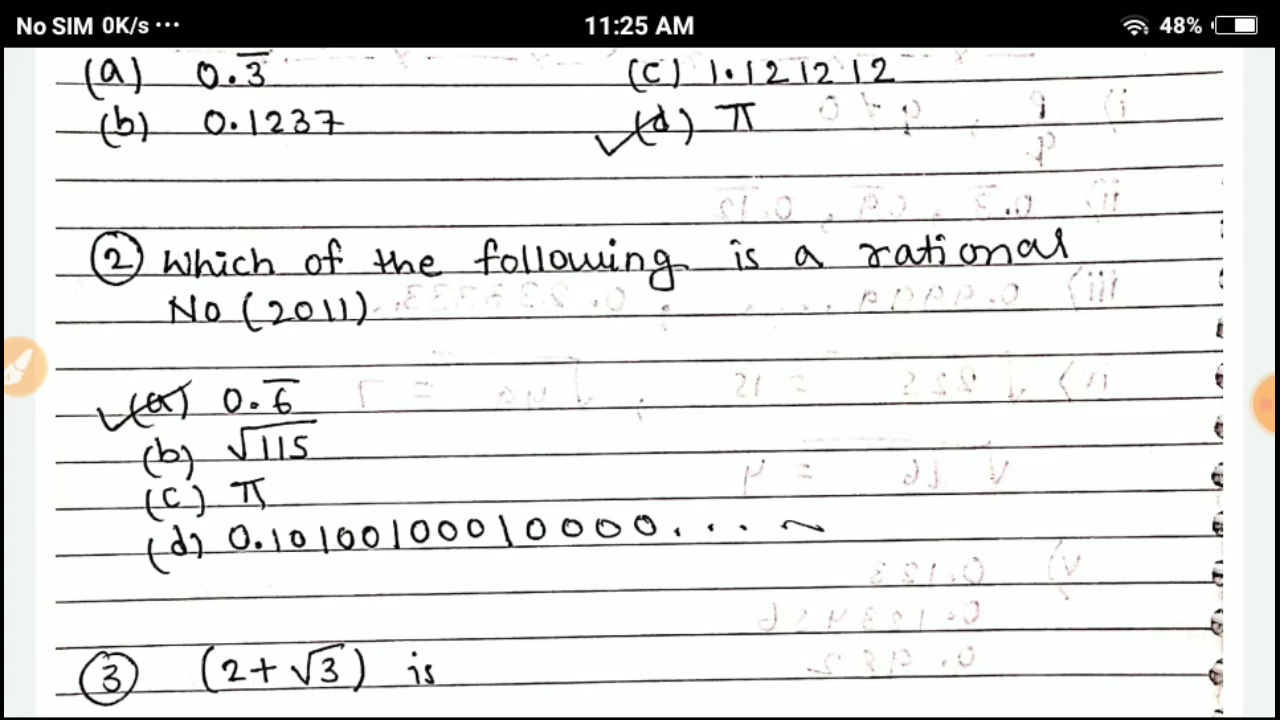 No SIM 0K/s ...
11:25 AM
48%
(a) 0.3̅
(c) 1.121212
(b) 0.1237
(d) π
② Which of the following is a rational
No (2011)
(a) 0.6̅
(b) √115
(c) π
(d) 0.10100100010000. . . . ~
③ (2+√3) is